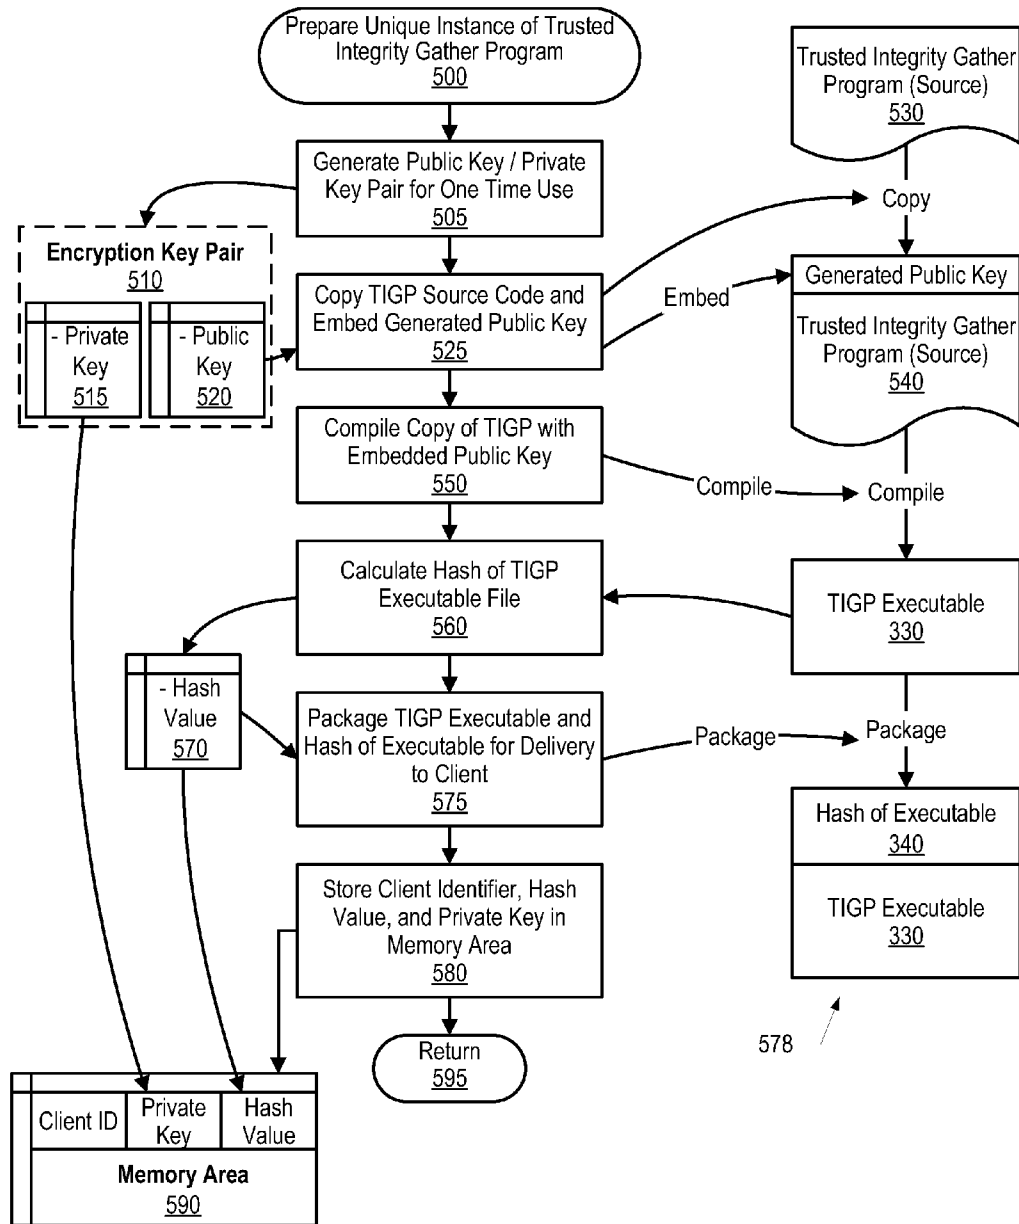 Prepare Unique Instance of Trusted
Integrity Gather Program
500
Trusted Integrity Gather
Program (Source)
530
Generate Public Key / Private
Key Pair for One Time Use
505
Copy
Encryption Key Pair
510
- Private
Key
515
- Public
Key
520
Copy TIGP Source Code and
Embed Generated Public Key
525
Embed
Generated Public Key
Trusted Integrity Gather
Program (Source)
540
Compile Copy of TIGP with
Embedded Public Key
550
Compile
Compile
Calculate Hash of TIGP
Executable File
560
TIGP Executable
330
- Hash
Value
570
Package TIGP Executable and
Hash of Executable for Delivery
to Client
575
Package
Package
Hash of Executable
340
TIGP Executable
330
578
Store Client Identifier, Hash
Value, and Private Key in
Memory Area
580
Return
595
Client ID
Private
Key
Hash
Value
Memory Area
590